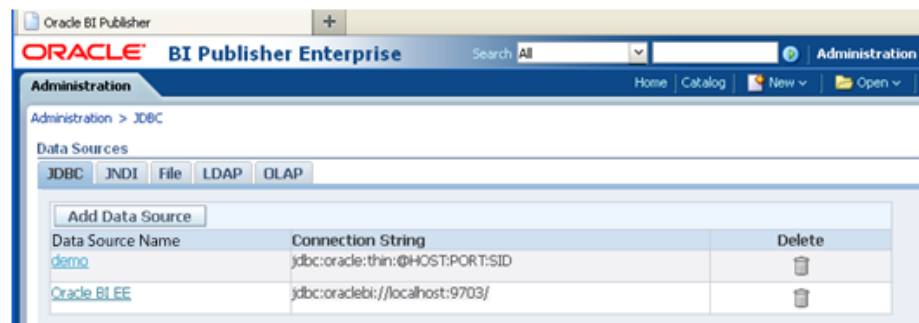 Oracle BI Publisher +
ORACLE BI Publisher Enterprise Search All Administration
Administration Home Catalog New Open
Administration > JDBC
Data Sources
JDBC JNDI File LDAP OLAP
Add Data Source
Data Source Name Connection String Delete
demo jdbc:oracle:thin:@HOST:PORT:SID
Oracle BI EE jdbc:oraclebi://localhost:9703/